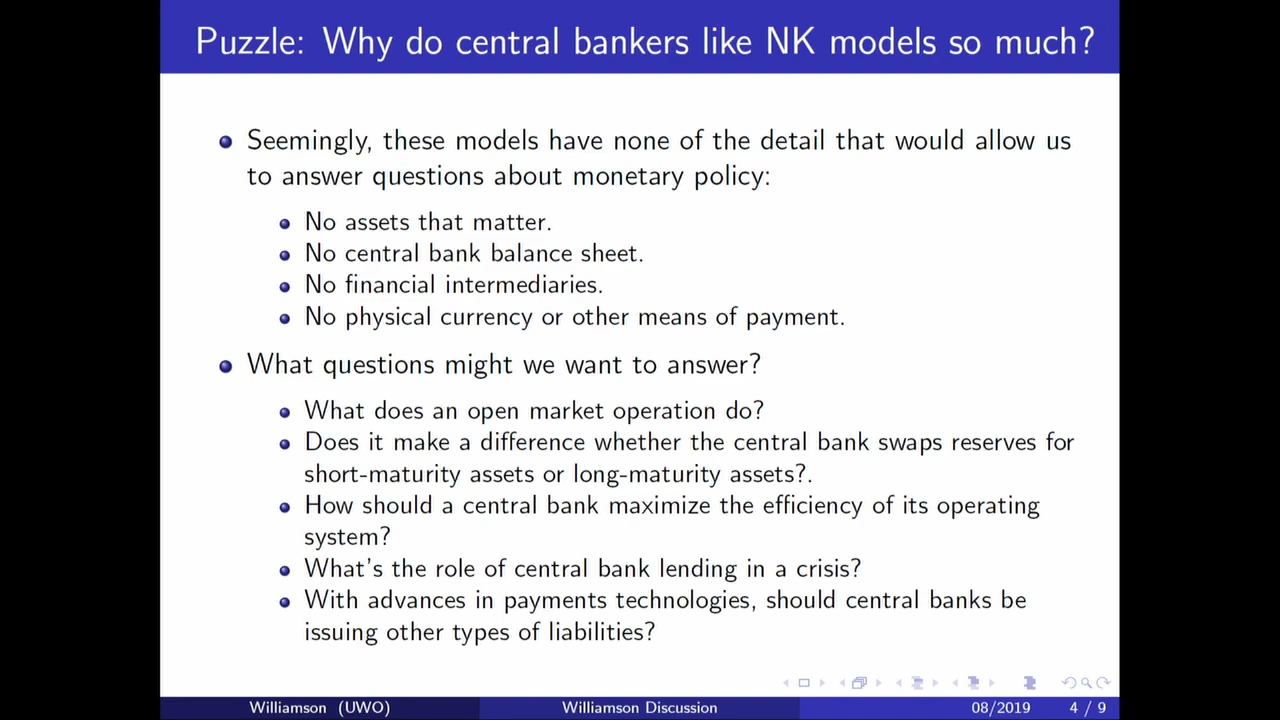 Puzzle: Why do central bankers like NK models so much?
Seemingly, these models have none of the detail that would allow us
to answer questions about monetary policy:
No assets that matter.
No central bank balance sheet.
No financial intermediaries.
No physical currency or other means of payment.
What questions might we want to answer?
What does an open market operation do?
Does it make a difference whether the central bank swaps reserves for
short-maturity assets or long-maturity assets?.
How should a central bank maximize the efficiency of its operating
system?
What's the role of central bank lending in a crisis?
With advances in payments technologies, should central banks be
issuing other types of liabilities?
Williamson (UWO) Williamson Discussion 08/2019 4 / 9